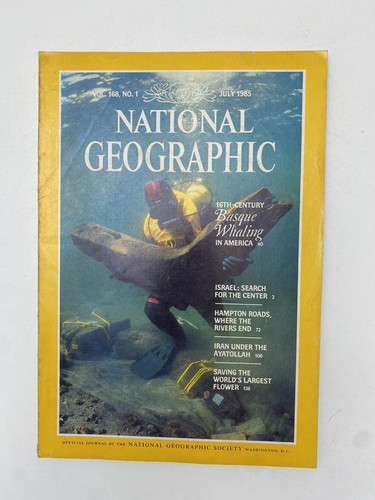 VOL. 168, NO. 1 JULY 1985
NATIONAL
GEOGRAPHIC
16TH-CENTURY
Basque
Whaling
IN AMERICA 40
ISRAEL: SEARCH
FOR THE CENTER 2
HAMPTON ROADS,
WHERE THE
RIVERS END 72
IRAN UNDER THE
AYATOLLAH 108
SAVING THE
WORLD'S LARGEST
FLOWER 138
OFFICIAL JOURNAL OF THE NATIONAL GEOGRAPHIC SOCIETY WASHINGTON, D.C.